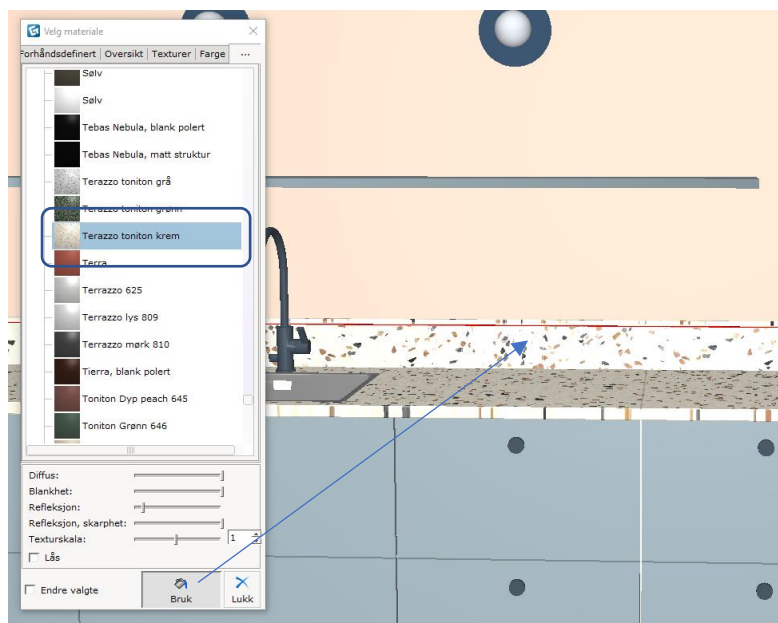 Velg materiale
Forhåndsdefinert Oversikt Texturer Farge ...
Sølv
Sølv
Tebas Nebula, blank polert
Tebas Nebula, matt struktur
Terazzo toniton grå
Terazzo toniton grønn
Terazzo toniton krem
Terra
Terrazzo 625
Terrazzo lys 809
Terrazzo mørk 810
Tierra, blank polert
Toniton Dyp peach 645
Toniton Grønn 646
Diffus:
Blankhet:
Refleksjon:
Refleksjon, skarphet:
Texturskala: 1
Lås
Endre valgte
Bruk
Lukk